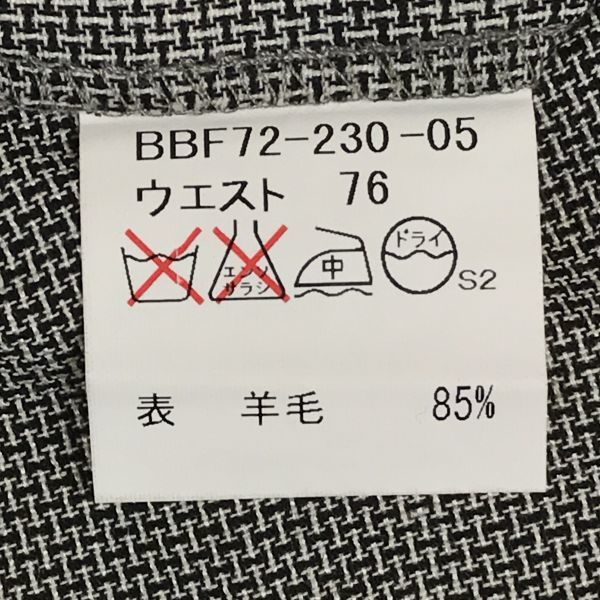 BBF72-230-05
ウエスト 76
エンソ
サラシ
中
ドライ
S2
表 羊毛 85%